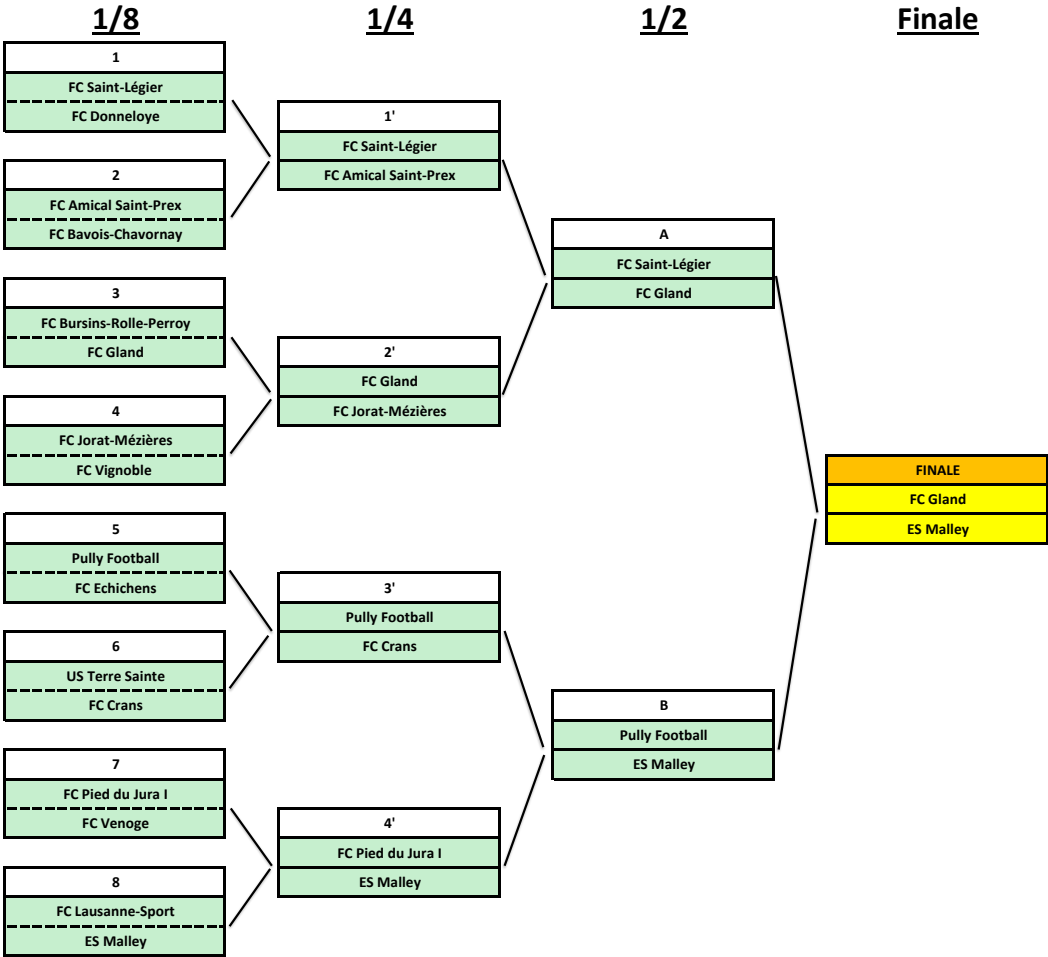 1/8
1/4
1/2
Finale
1
FC Saint-Légier
FC Donneloye
2
FC Amical Saint-Prex
FC Bavois-Chavornay
3
FC Bursins-Rolle-Perroy
FC Gland
4
FC Jorat-Mézières
FC Vignoble
5
Pully Football
FC Echichens
6
US Terre Sainte
FC Crans
7
FC Pied du Jura I
FC Venoge
8
FC Lausanne-Sport
ES Malley
1'
FC Saint-Légier
FC Amical Saint-Prex
2'
FC Gland
FC Jorat-Mézières
3'
Pully Football
FC Crans
4'
FC Pied du Jura I
ES Malley
A
FC Saint-Légier
FC Gland
B
Pully Football
ES Malley
FINALE
FC Gland
ES Malley